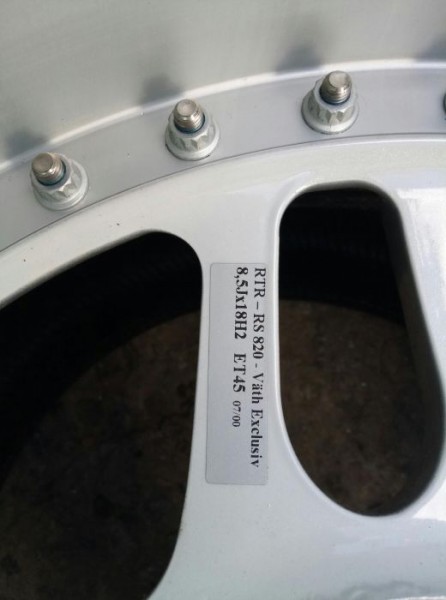 RTR – RS 820 - Väth Exclusiv
8,5Jx18H2 ET45 07/00